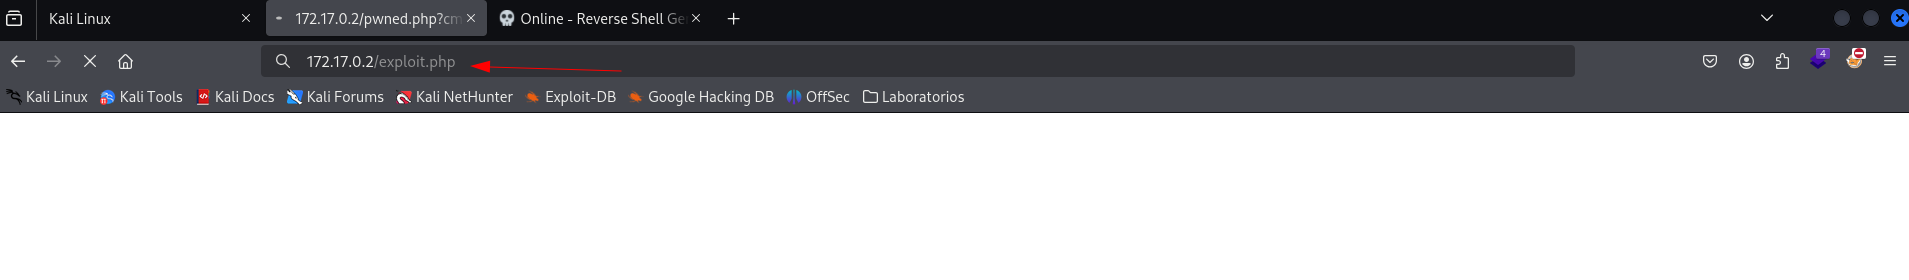 Kali Linux 172.17.0.2/pwned.php?cm Online - Reverse Shell Ge
172.17.0.2/exploit.php 4
Kali Linux Kali Tools Kali Docs Kali Forums Kali NetHunter Exploit-DB Google Hacking DB OffSec Laboratorios